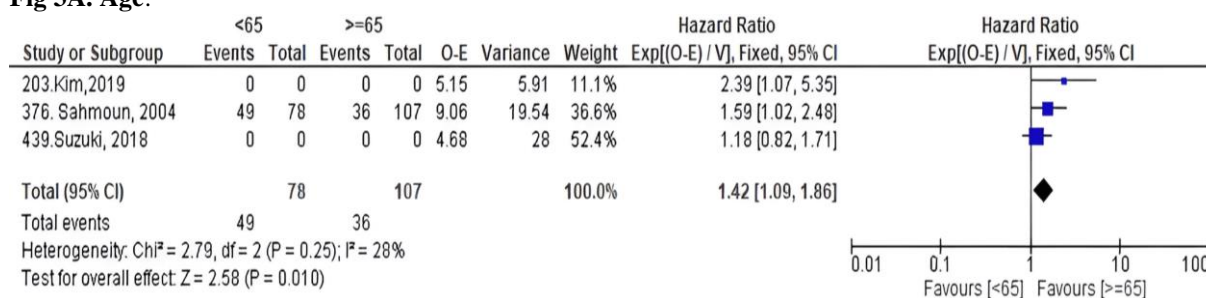 Fig 5A. Age.
<65 >=65 Hazard Ratio Hazard Ratio
Study or Subgroup Events Total Events Total O-E Variance Weight Exp[(O-E) / V], Fixed, 95% CI Exp[(O-E) / V], Fixed, 95% CI
203.Kim,2019 0 0 0 0 5.15 5.91 11.1% 2.39 [1.07, 5.35]
376. Sahmoun, 2004 49 78 36 107 9.06 19.54 36.6% 1.59 [1.02, 2.48]
439.Suzuki, 2018 0 0 0 0 4.68 28 52.4% 1.18 [0.82, 1.71]
Total (95% CI) 78 107 100.0% 1.42 [1.09, 1.86]
Total events 49 36
Heterogeneity: Chi² = 2.79, df = 2 (P = 0.25); I² = 28%
Test for overall effect: Z = 2.58 (P = 0.010)
0.01 0.1 1 10 100
Favours [<65] Favours [>=65]